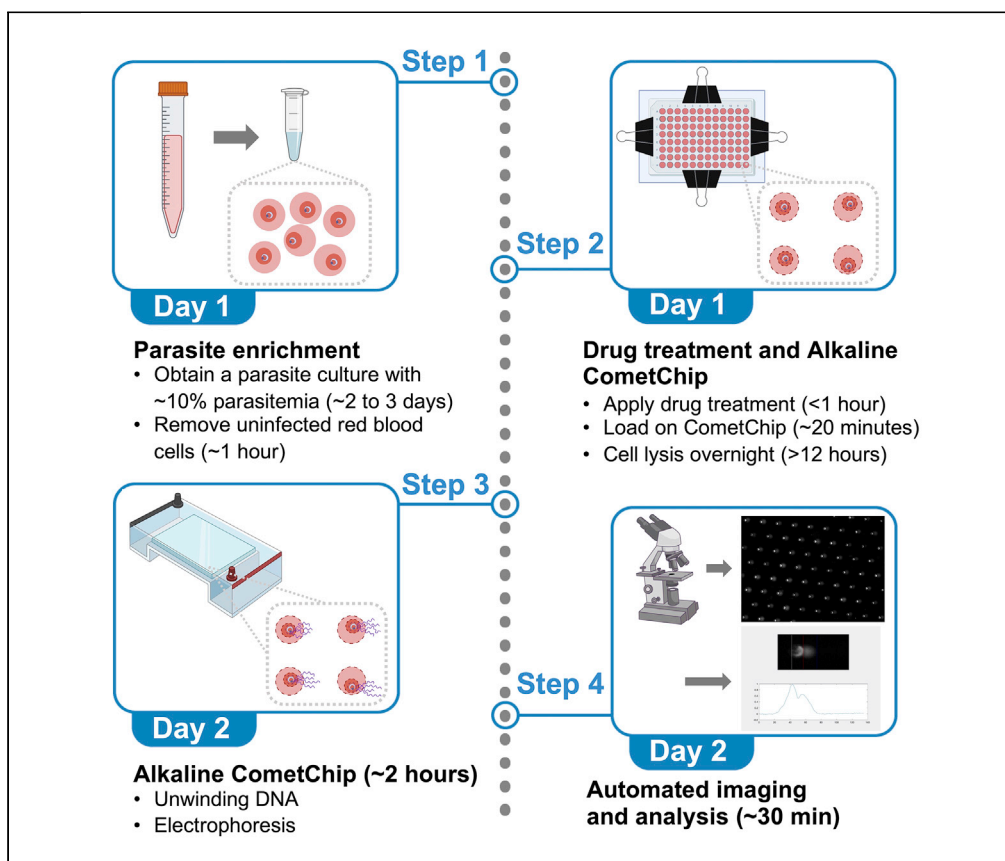 Step 1
Day 1
Parasite enrichment
• Obtain a parasite culture with
~10% parasitemia (~2 to 3 days)
• Remove uninfected red blood
cells (~1 hour)
Step 2
Day 1
Drug treatment and Alkaline
CometChip
• Apply drug treatment (<1 hour)
• Load on CometChip (~20 minutes)
• Cell lysis overnight (>12 hours)
Step 3
Day 2
Alkaline CometChip (~2 hours)
• Unwinding DNA
• Electrophoresis
Step 4
Day 2
Automated imaging
and analysis (~30 min)